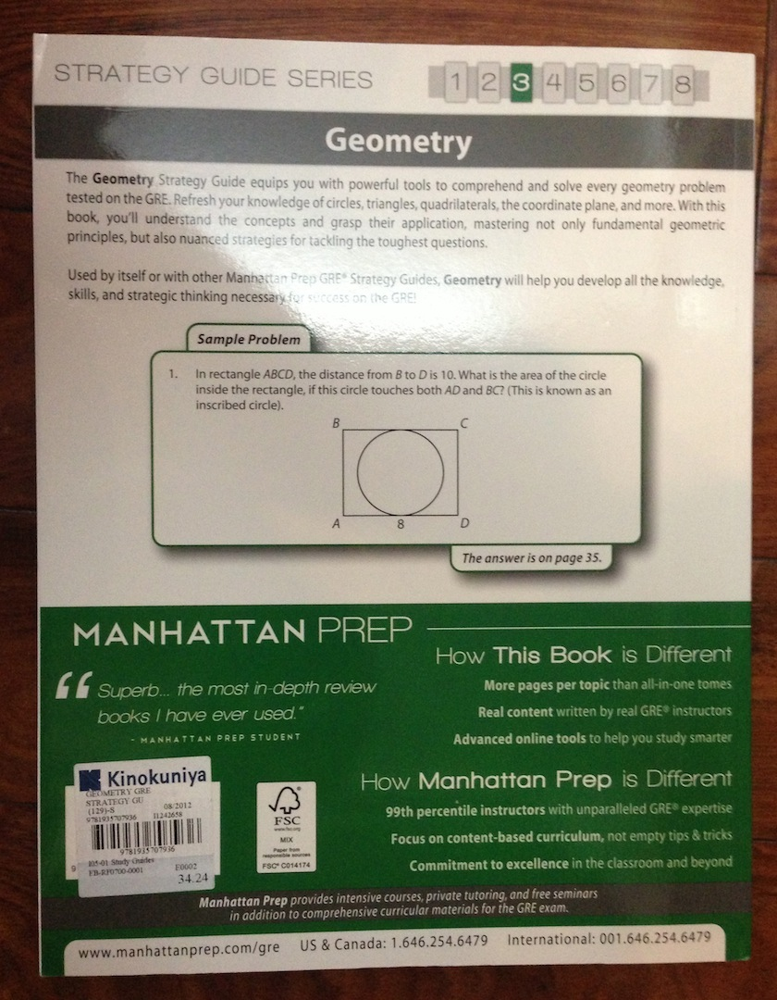 STRATEGY GUIDE SERIES
1 2 3 4 5 6 7 8
Geometry
The Geometry Strategy Guide equips you with powerful tools to comprehend and solve every geometry problem
tested on the GRE. Refresh your knowledge of circles, triangles, quadrilaterals, the coordinate plane, and more. With this
book, you'll understand the concepts and grasp their application, mastering not only fundamental geometric
principles, but also nuanced strategies for tackling the toughest questions.
Used by itself or with other Manhattan Prep GRE® Strategy Guides, Geometry will help you develop all the knowledge,
skills, and strategic thinking necessary for success on the GRE!
Sample Problem
1. In rectangle ABCD, the distance from B to D is 10. What is the area of the circle
inside the rectangle, if this circle touches both AD and BC? (This is known as an
inscribed circle).
B C
A 8 D
The answer is on page 35.
MANHATTAN PREP
“ Superb... the most in-depth review
books I have ever used.”
- MANHATTAN PREP STUDENT
How This Book is Different
More pages per topic than all-in-one tomes
Real content written by real GRE® instructors
Advanced online tools to help you study smarter
How Manhattan Prep is Different
99th percentile instructors with unparalleled GRE® expertise
Focus on content-based curriculum, not empty tips & tricks
Commitment to excellence in the classroom and beyond
Kinokuniya
GEOMETRY GRE
STRATEGY GU
(129)-S 08/2012
9781935707936 11242658
9781935707936
I05-01 Study Guides
FB-RF0700-0001 F0002
34.24
9
FSC®
www.fsc.org
MIX
Paper from
responsible sources
FSC® C014174
Manhattan Prep provides intensive courses, private tutoring, and free seminars
in addition to comprehensive curricular materials for the GRE exam.
www.manhattanprep.com/gre US & Canada: 1.646.254.6479 International: 001.646.254.6479